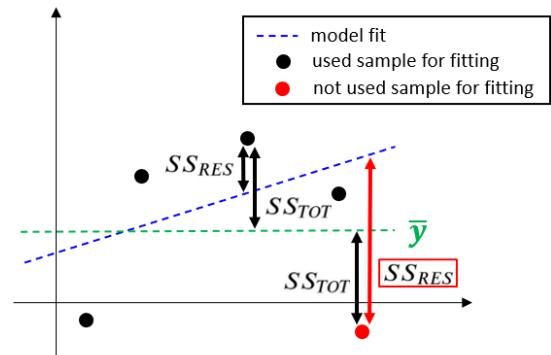 model fit
used sample for fitting
not used sample for fitting
SS_RES
SS_TOT
ȳ
SS_TOT
SS_RES